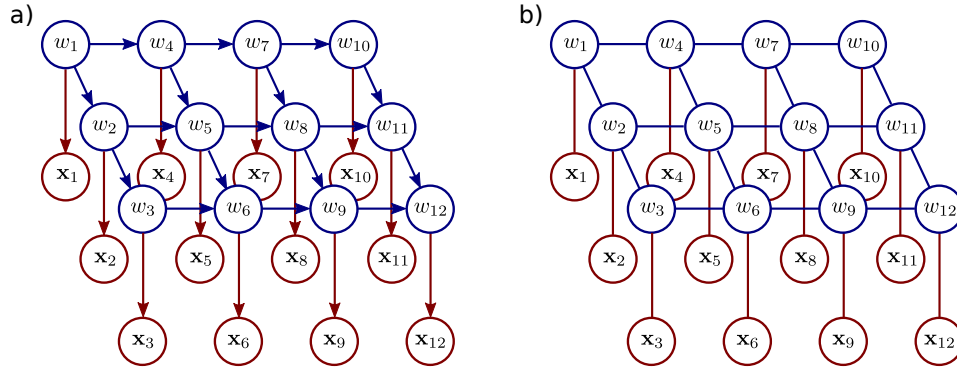 a)
w₁ w₄ w₇ w₁₀
w₂ w₅ w₈ w₁₁
x₁ x₄ x₇ x₁₀
w₃ w₆ w₉ w₁₂
x₂ x₅ x₈ x₁₁
x₃ x₆ x₉ x₁₂
b)
w₁ w₄ w₇ w₁₀
w₂ w₅ w₈ w₁₁
x₁ x₄ x₇ x₁₀
w₃ w₆ w₉ w₁₂
x₂ x₅ x₈ x₁₁
x₃ x₆ x₉ x₁₂